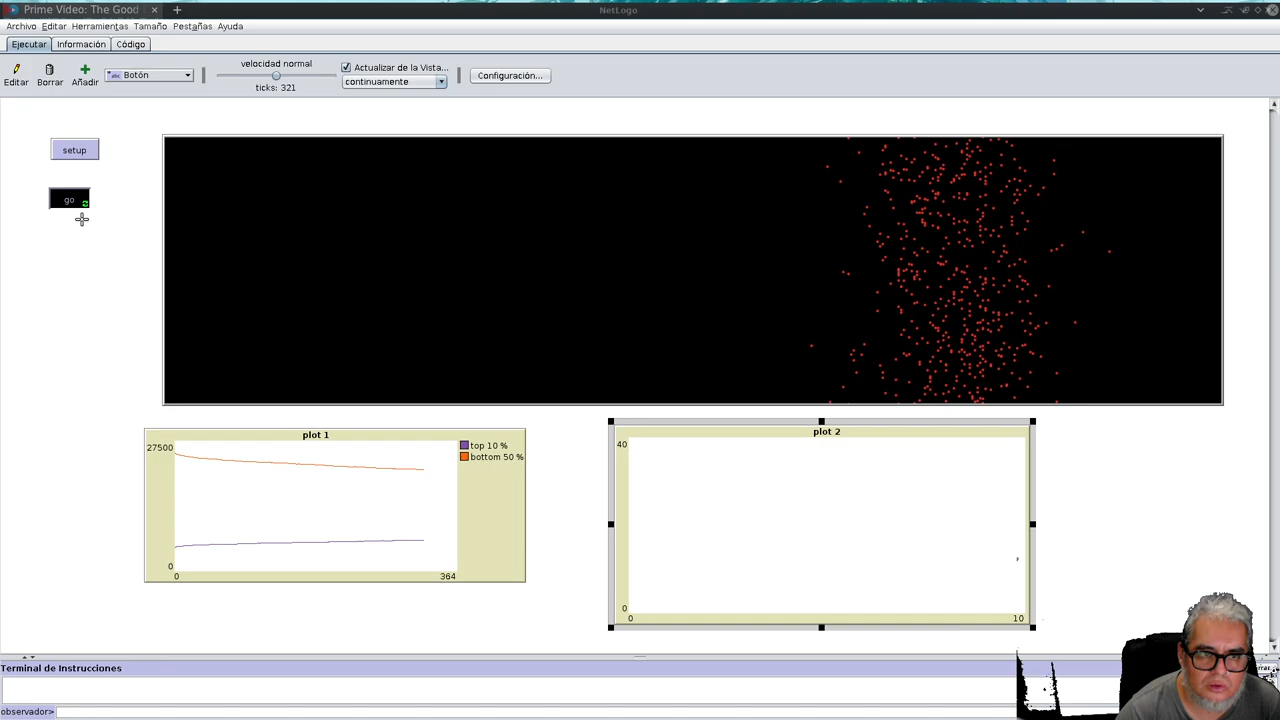 Prime Video: The Good
NetLogo
Archivo Editar Herramientas Tamaño Pestañas Ayuda
Ejecutar Información Código
Editar Borrar Añadir
abc Botón
velocidad normal
ticks: 321
Actualizar de la Vista...
continuamente
Configuración...
setup
go
plot 1
27500
0
0 364
top 10 %
bottom 50 %
plot 2
40
0
0 10
Terminal de Instrucciones
observador>